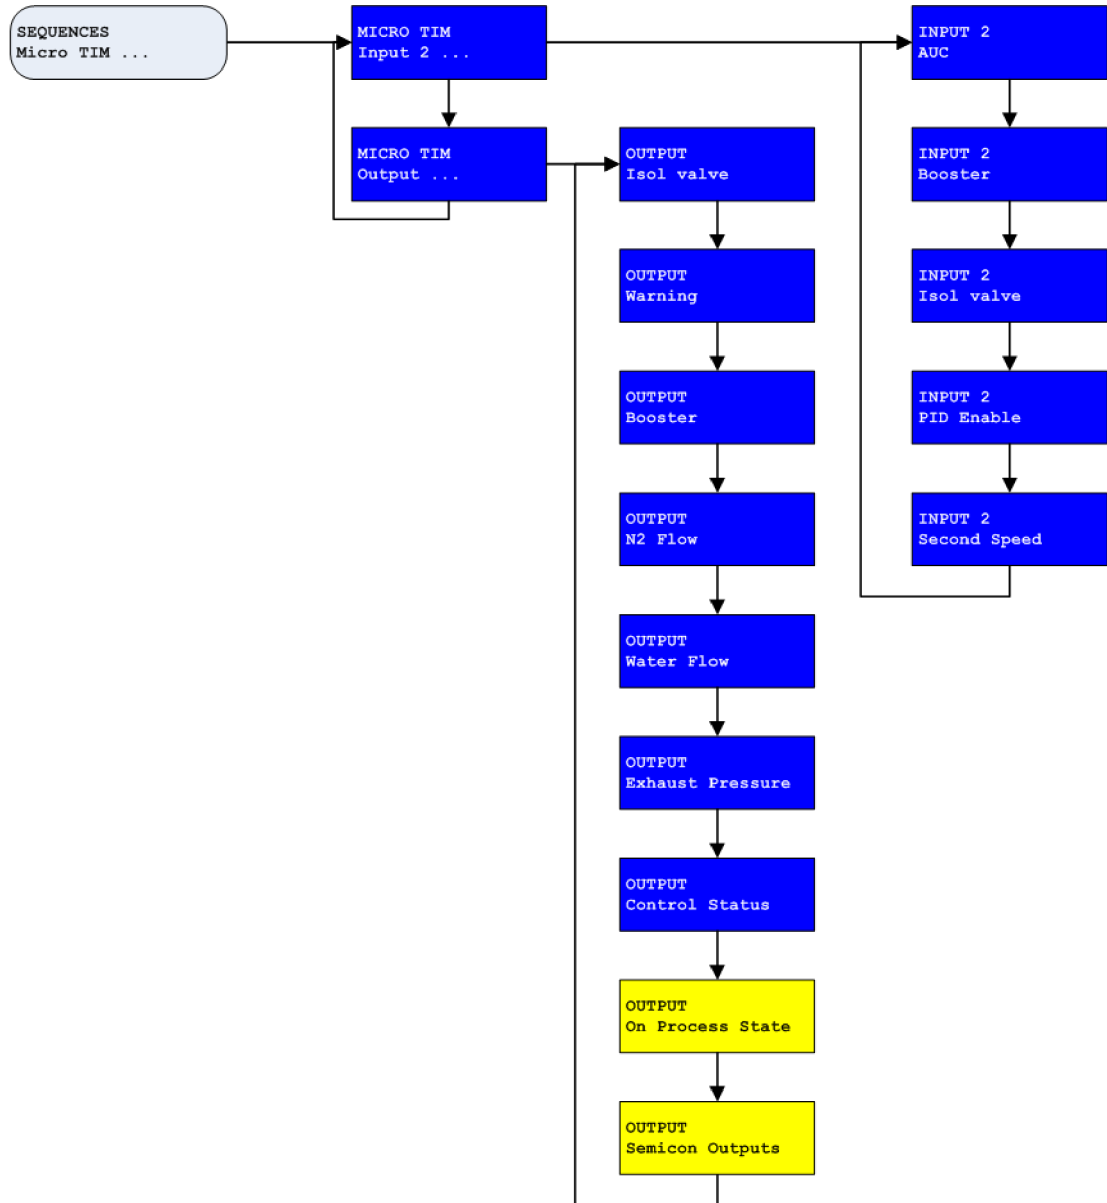 SEQUENCES
Micro TIM ...
MICRO TIM
Input 2 ...
INPUT 2
AUC
MICRO TIM
Output ...
OUTPUT
Isol valve
INPUT 2
Booster
OUTPUT
Warning
INPUT 2
Isol valve
OUTPUT
Booster
INPUT 2
PID Enable
OUTPUT
N2 Flow
INPUT 2
Second Speed
OUTPUT
Water Flow
OUTPUT
Exhaust Pressure
OUTPUT
Control Status
OUTPUT
On Process State
OUTPUT
Semicon Outputs